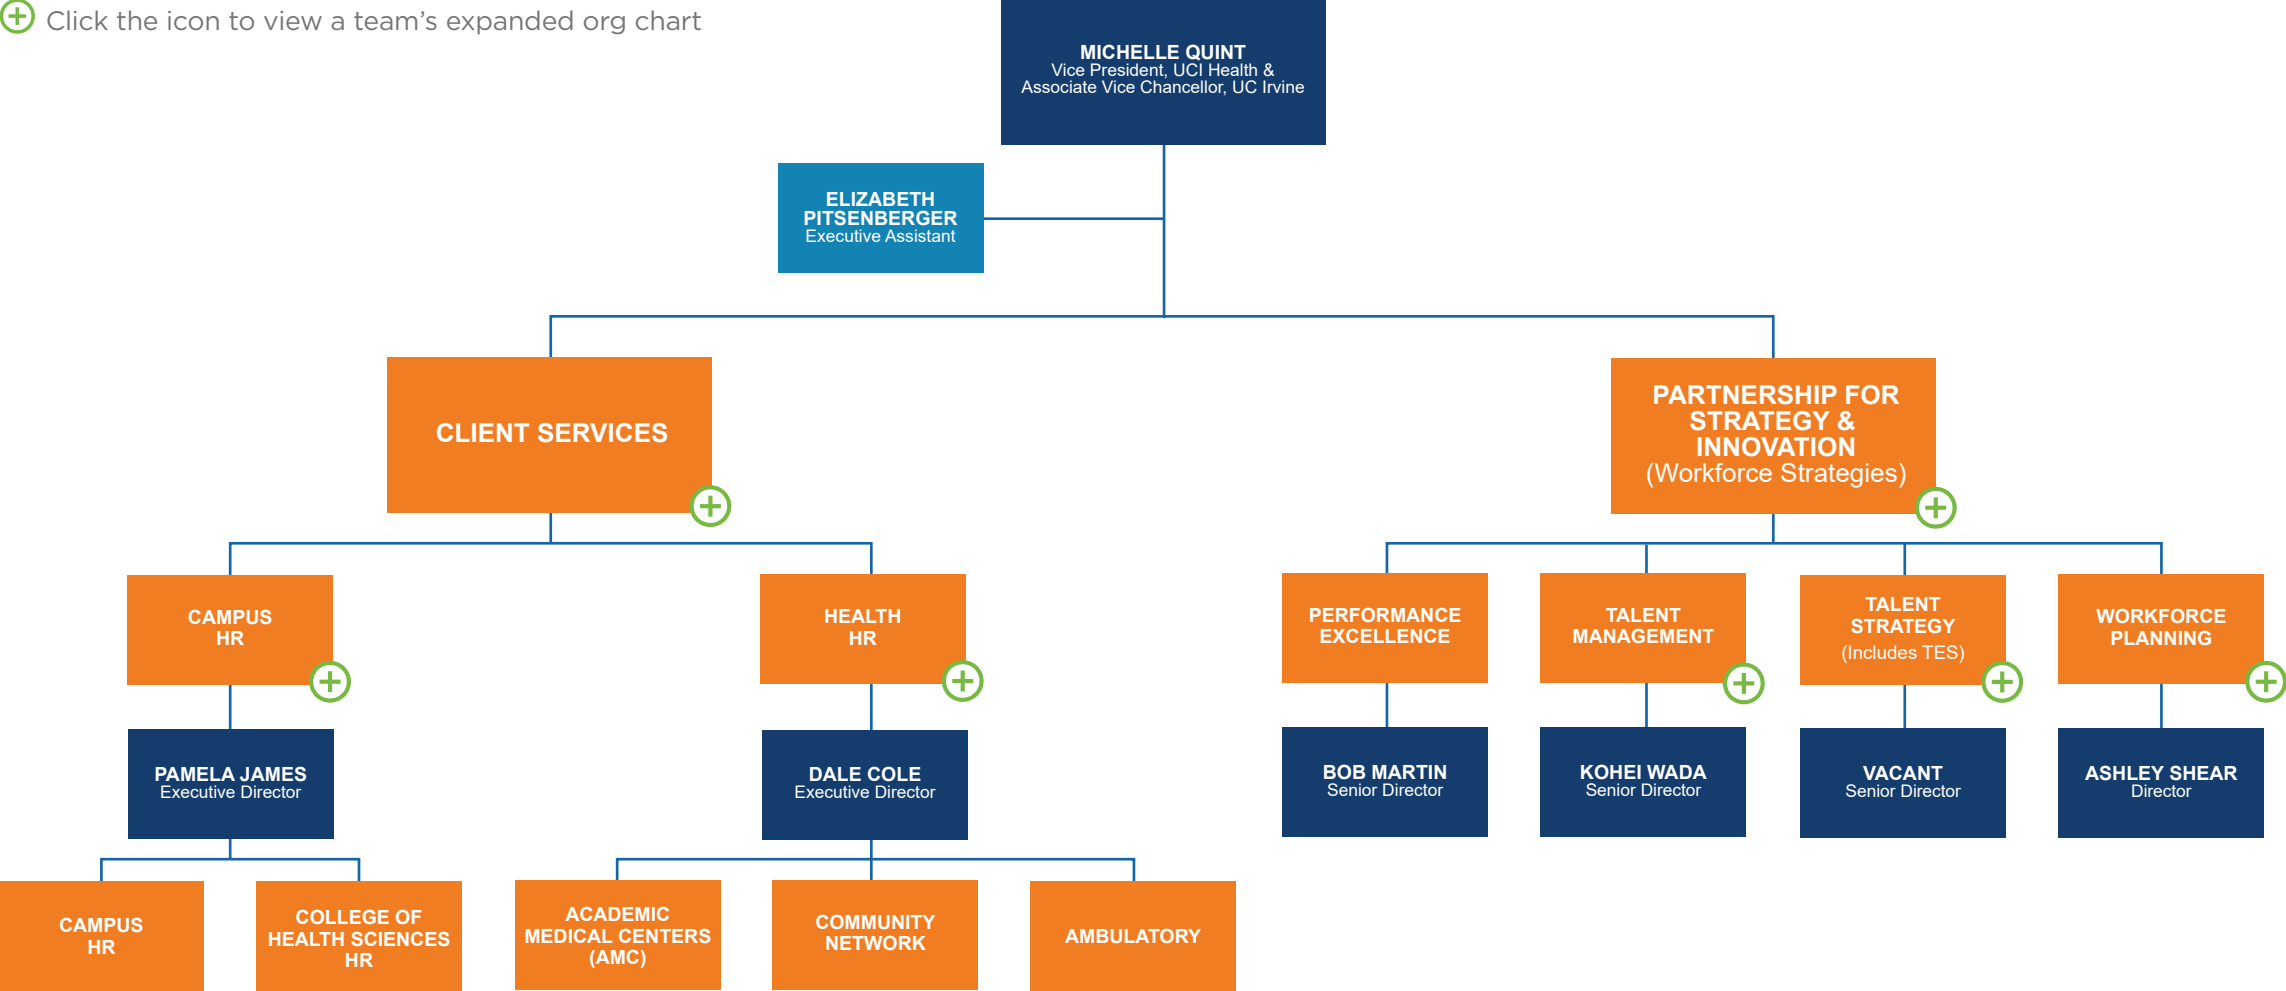 Click the icon to view a team’s expanded org chart
MICHELLE QUINT
Vice President, UCI Health &
Associate Vice Chancellor, UC Irvine
ELIZABETH
PITSENBERGER
Executive Assistant
CLIENT SERVICES
PARTNERSHIP FOR
STRATEGY &
INNOVATION
(Workforce Strategies)
CAMPUS
HR
HEALTH
HR
PERFORMANCE
EXCELLENCE
TALENT
MANAGEMENT
TALENT
STRATEGY
(Includes TES)
WORKFORCE
PLANNING
PAMELA JAMES
Executive Director
DALE COLE
Executive Director
BOB MARTIN
Senior Director
KOHEI WADA
Senior Director
VACANT
Senior Director
ASHLEY SHEAR
Director
CAMPUS
HR
COLLEGE OF
HEALTH SCIENCES
HR
ACADEMIC
MEDICAL CENTERS
(AMC)
COMMUNITY
NETWORK
AMBULATORY